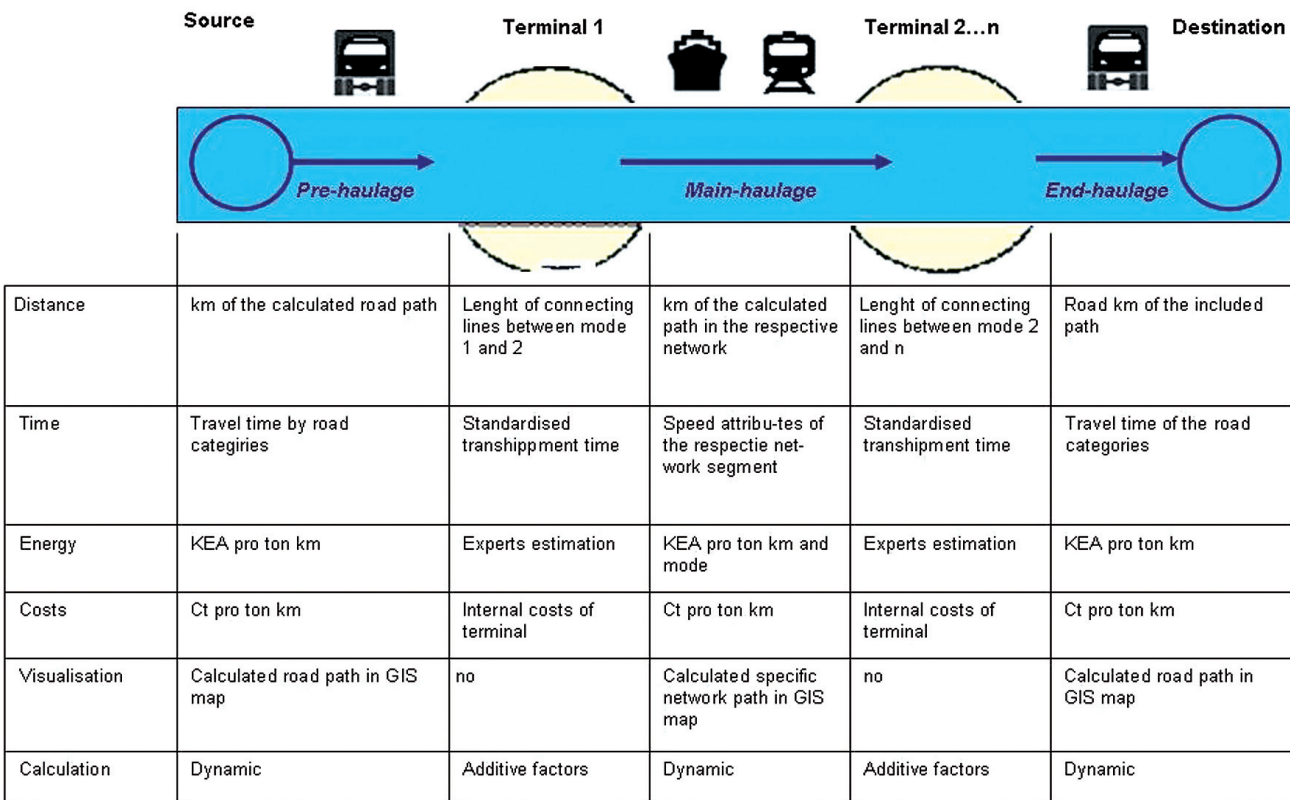 Source
Terminal 1
Terminal 2...n
Destination
Pre-haulage
Main-haulage
End-haulage
Distance
km of the calculated road path
Lenght of connecting
lines between mode
1 and 2
km of the calculated
path in the respective
network
Lenght of connecting
lines between mode 2
and n
Road km of the included
path
Time
Travel time by road
categiries
Standardised
transhippment time
Speed attribu-tes of
the respectie net-
work segment
Standardised
transhipment time
Travel time of the road
categories
Energy
KEA pro ton km
Experts estimation
KEA pro ton km and
mode
Experts estimation
KEA pro ton km
Costs
Ct pro ton km
Internal costs of
terminal
Ct pro ton km
Internal costs of
terminal
Ct pro ton km
Visualisation
Calculated road path in GIS
map
no
Calculated specific
network path in GIS
map
no
Calculated road path in
GIS map
Calculation
Dynamic
Additive factors
Dynamic
Additive factors
Dynamic